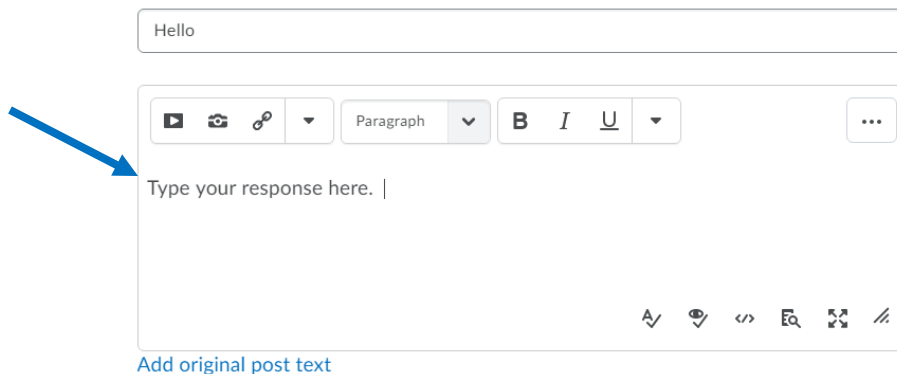 Hello
Paragraph B I U
Type your response here.
Add original post text